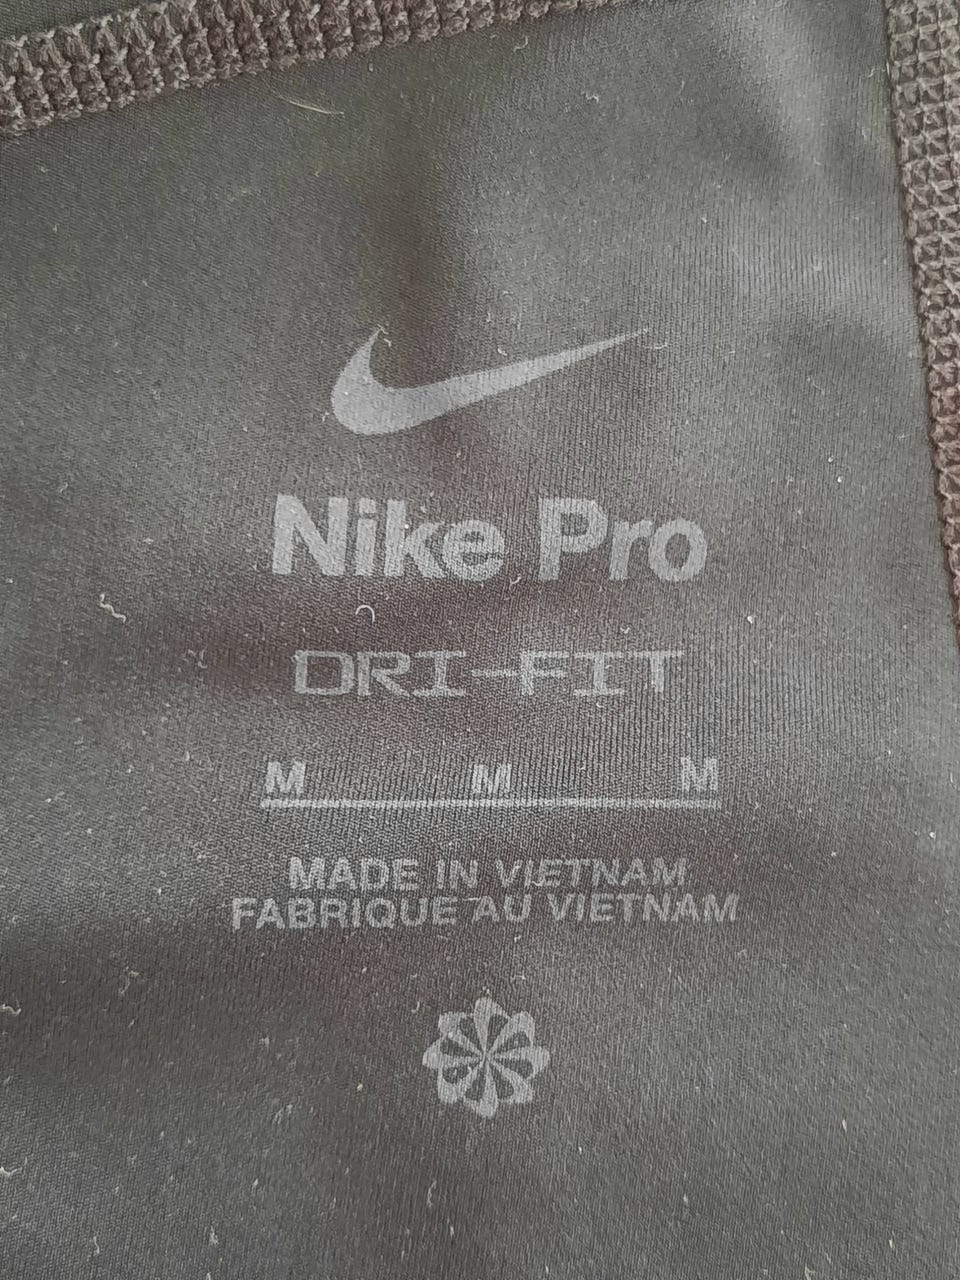 Nike Pro
DRI-FIT
M M M
MADE IN VIETNAM
FABRIQUE AU VIETNAM